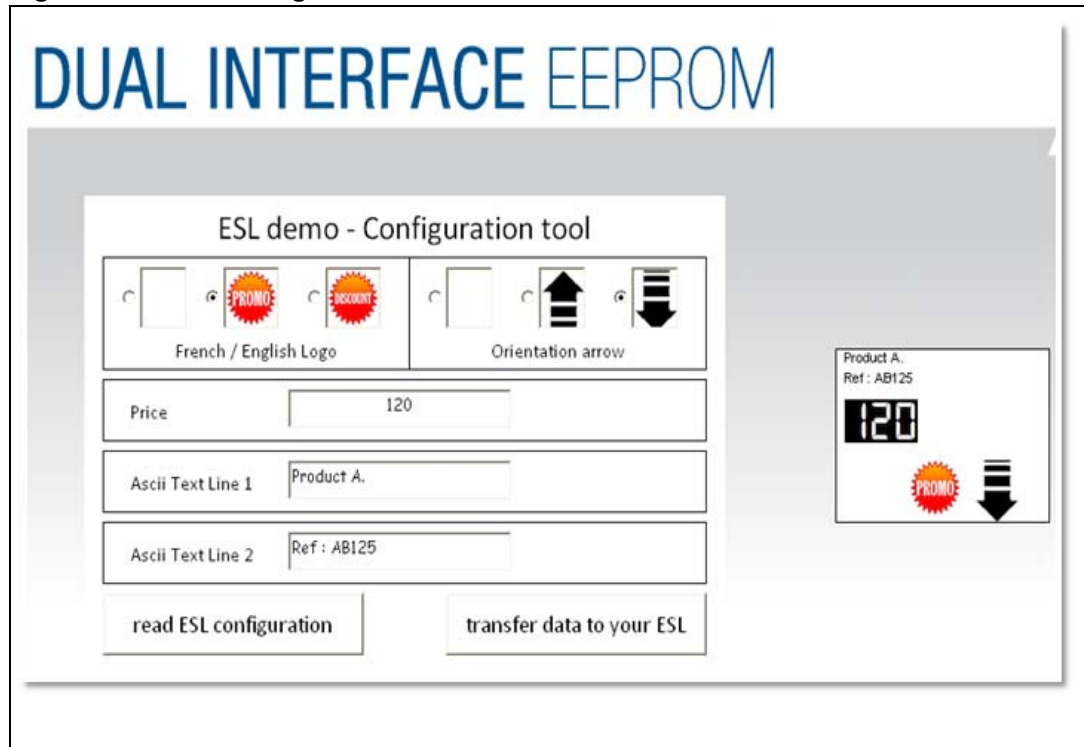 DUAL INTERFACE EEPROM
ESL demo - Configuration tool
PROMO
DISCOUNT
French / English Logo
Orientation arrow
Price
120
Ascii Text Line 1
Product A.
Ascii Text Line 2
Ref : AB125
read ESL configuration
transfer data to your ESL
Product A.
Ref : AB125
120
PROMO